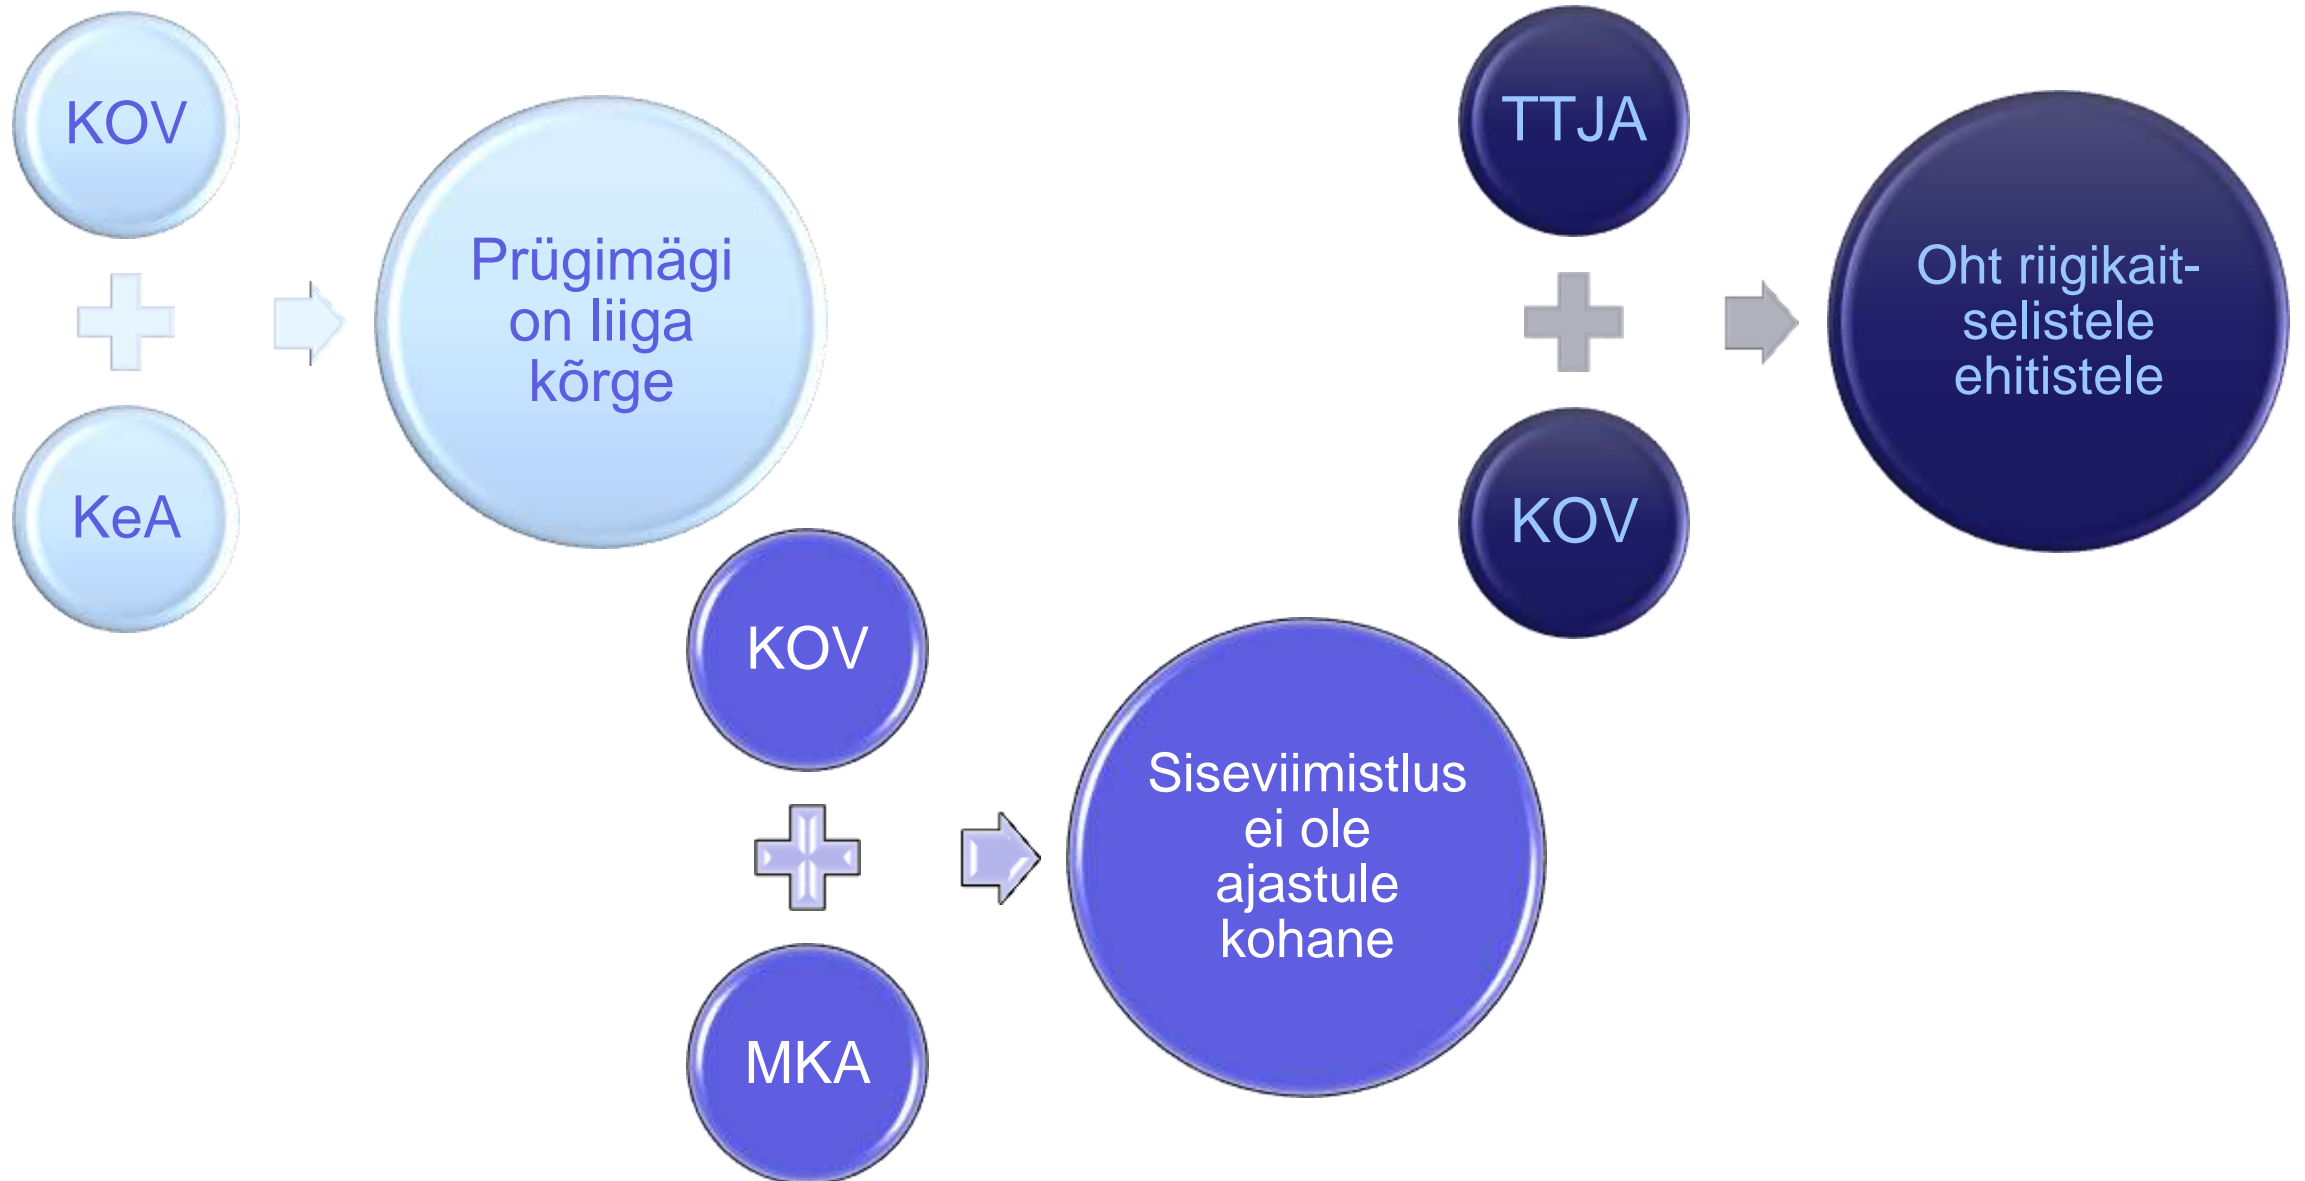 KOV
KeA
Prügimägi
on liiga
kõrge
KOV
MKA
Siseviimistlus
ei ole
ajastule
kohane
TTJA
KOV
Oht riigikait-
selistele
ehitistele